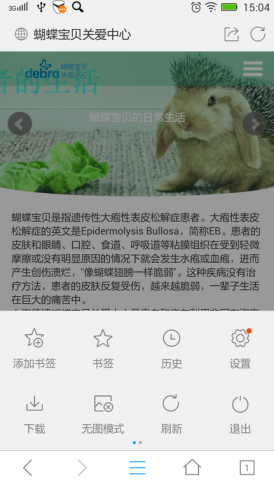 3G
15:04
蝴蝶宝贝关爱中心
者的生活
debra
蝴蝶宝贝
关爱中心
蝴蝶宝贝的日常生活
蝴蝶宝贝是指遗传性大疱性表皮松解症患者。大疱性表皮
松解症的英文是Epidermolysis Bullosa，简称EB。患者的
皮肤和眼睛、口腔、食道、呼吸道等粘膜组织在受到轻微
摩擦或没有明显原因的情况下就会发生水疱或血疱，进而
产生创伤溃烂，"像蝴蝶翅膀一样脆弱"。这种疾病没有治
疗方法，患者的皮肤反复受伤，越来越脆弱，一辈子生活
在巨大的痛苦中。
添加书签
书签
历史
设置
下载
无图模式
刷新
退出
1